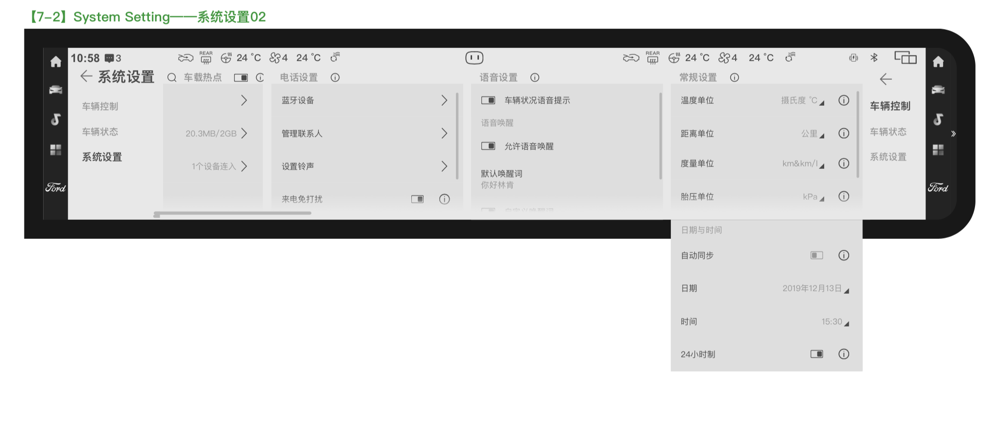 【7-2】System Setting——系统设置02
10:58 3 REAR 24 °C 4 24 °C REAR 24 °C 4 24 °C
系统设置
车辆控制
车辆状态
系统设置
Ford
车载热点
20.3MB/2GB
1个设备连入
电话设置
蓝牙设备
管理联系人
设置铃声
来电免打扰
语音设置
车辆状况语音提示
语音唤醒
允许语音唤醒
默认唤醒词
你好林肯
自定义唤醒词
常规设置
温度单位 摄氏度 °C
距离单位 公里
度量单位 km&km/l
胎压单位 kPa
日期与时间
自动同步
日期 2019年12月13日
时间 15:30
24小时制
车辆控制
车辆状态
系统设置
Ford